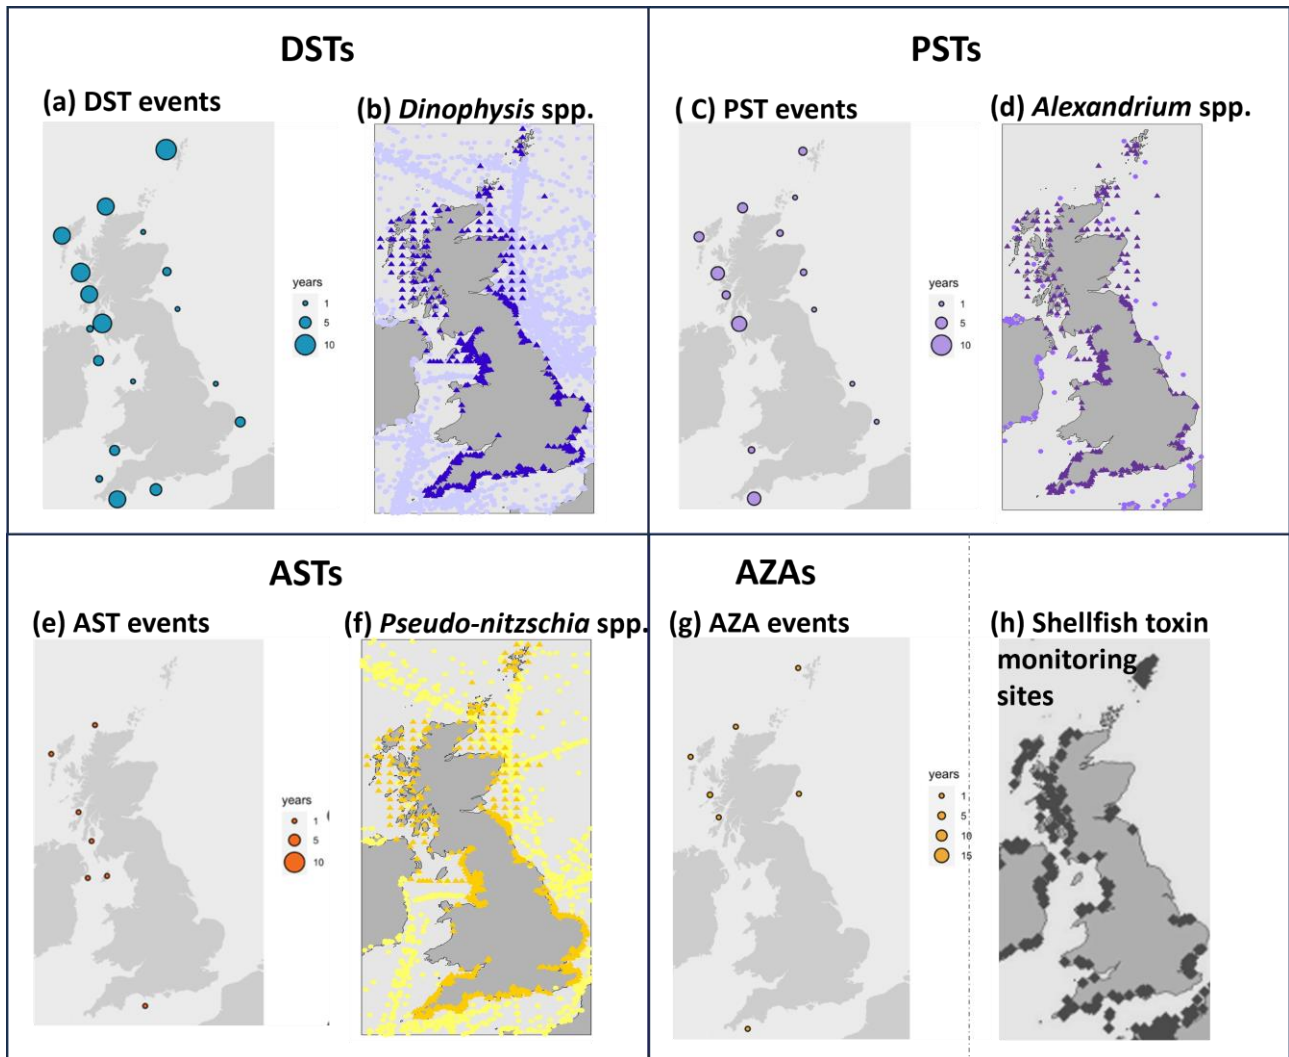 DSTs
PSTs
(a) DST events
(b) Dinophysis spp.
( C) PST events
(d) Alexandrium spp.
years
1
5
10
years
1
5
10
ASTs
AZAs
(e) AST events
(f) Pseudo-nitzschia spp.
(g) AZA events
(h) Shellfish toxin
monitoring
sites
years
1
5
10
years
1
5
10
15